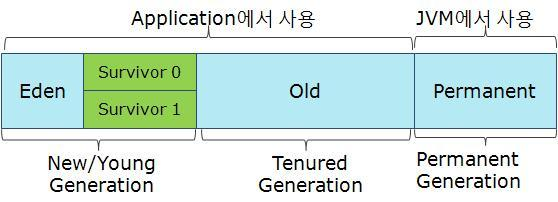 Application에서 사용
JVM에서 사용
Eden
Survivor 0
Survivor 1
Old
Permanent
New/Young
Generation
Tenured
Generation
Permanent
Generation